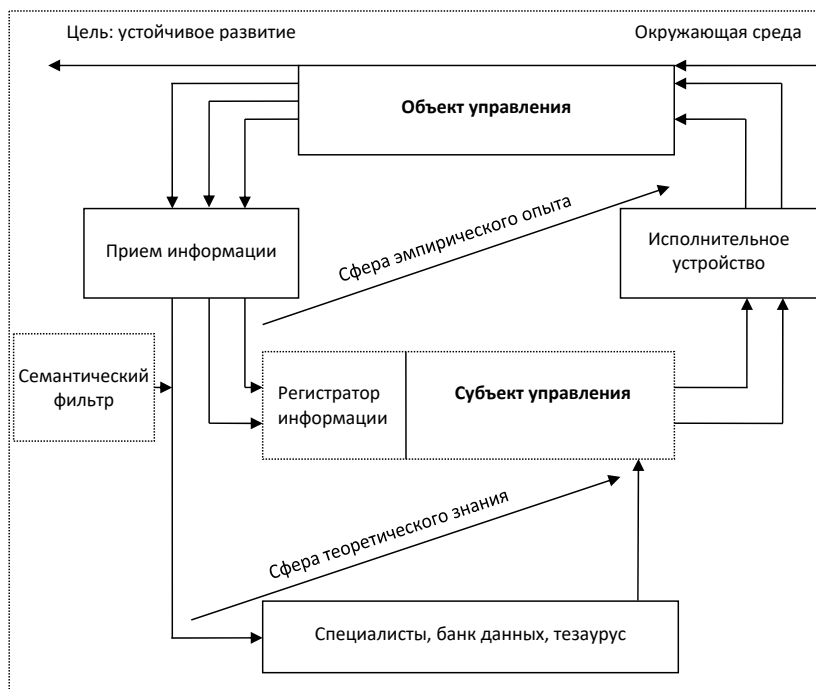 Цель: устойчивое развитие
Окружающая среда
Объект управления
Прием информации
Сфера эмпирического опыта
Исполнительное
устройство
Семантический
фильтр
Регистратор
информации
Субъект управления
Сфера теоретического знания
Специалисты, банк данных, тезаурус